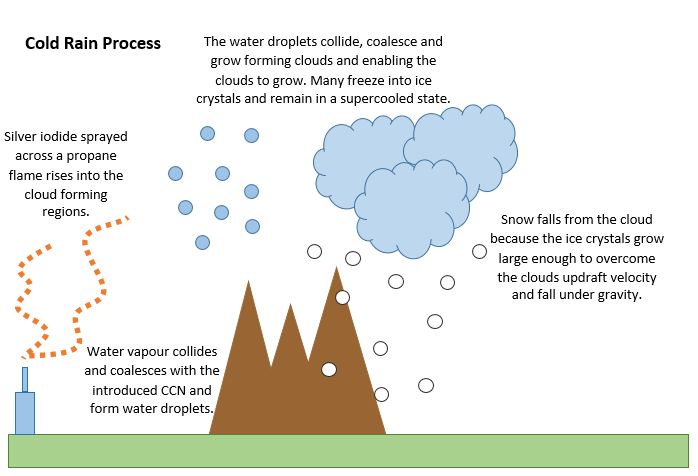 Cold Rain Process
The water droplets collide, coalesce and
grow forming clouds and enabling the
clouds to grow. Many freeze into ice
crystals and remain in a supercooled state.
Silver iodide sprayed
across a propane
flame rises into the
cloud forming
regions.
Snow falls from the cloud
because the ice crystals grow
large enough to overcome
the clouds updraft velocity
and fall under gravity.
Water vapour collides
and coalesces with the
introduced CCN and
form water droplets.